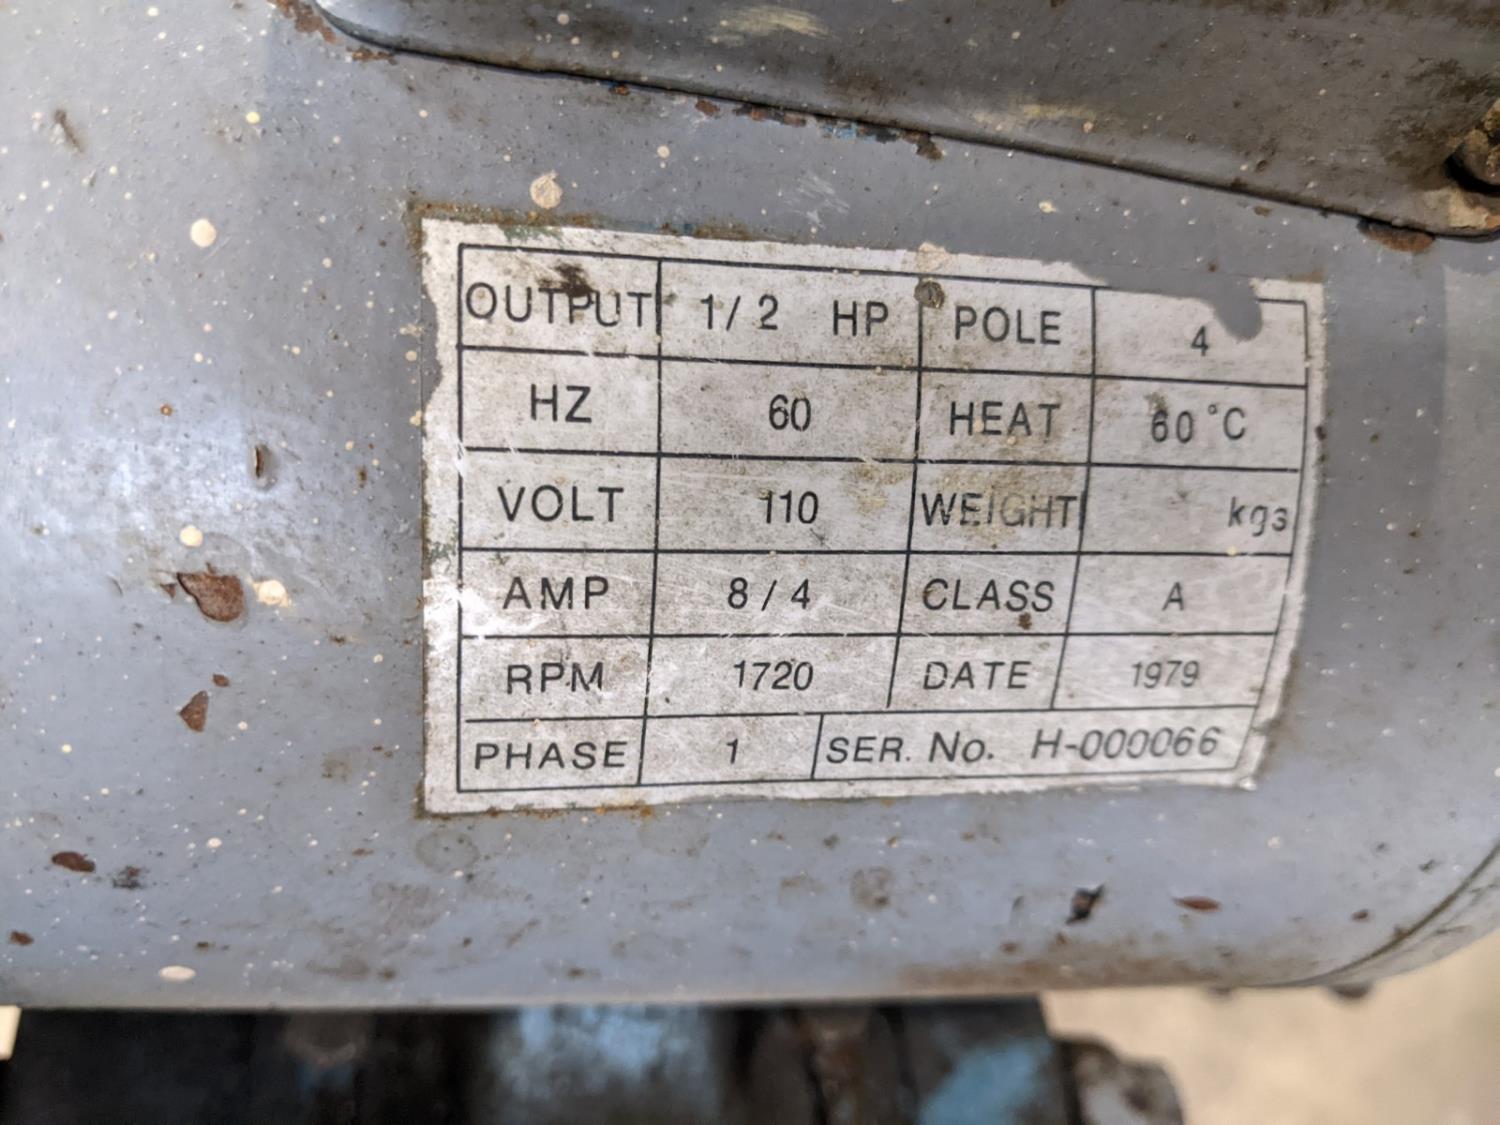 OUTPUT 1/2 HP POLE 4
HZ 60 HEAT 60°C
VOLT 110 WEIGHT kgs
AMP 8/4 CLASS A
RPM 1720 DATE 1979
PHASE 1 SER. No. H-000066